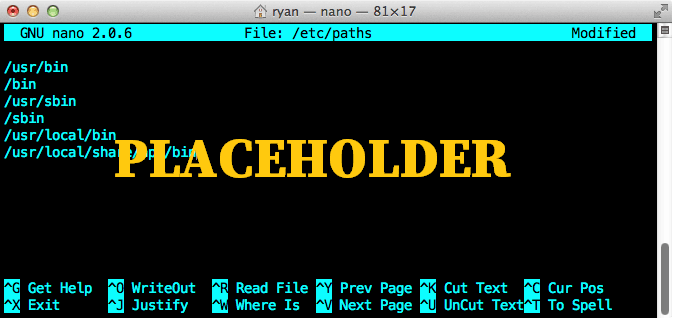 ryan — nano — 81×17
GNU nano 2.0.6 File: /etc/paths Modified
/usr/bin
/bin
/usr/sbin
/sbin
/usr/local/bin
/usr/local/share/npm/bin
PLACEHOLDER
^G Get Help ^O WriteOut ^R Read File ^Y Prev Page ^K Cut Text ^C Cur Pos
^X Exit ^J Justify ^W Where Is ^V Next Page ^U UnCut Text ^T To Spell